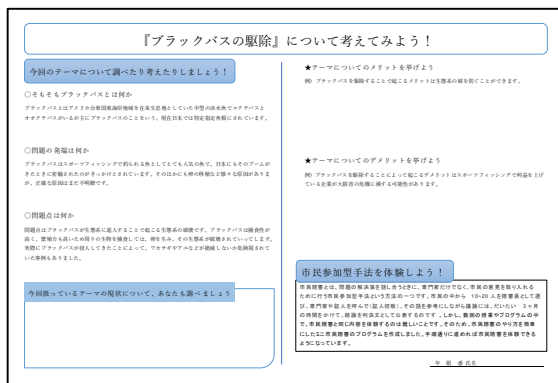 『ブラックバスの駆除』について考えてみよう！
今回のテーマについて調べたり考えたりしましょう！
○そもそもブラックバスとは何か
ブラックバスとはアメリカ合衆国東海岸地域を在来生息地としていた中型の淡水魚でコクチバスと
オオクチバスがいるが主にブラックバスのことをいう。現在日本では特定指定魚類にされています。
○問題の発端は何か
ブラックバスはスポーツフィッシングで釣られる魚としてとても人気の魚で、日本にもそのブームが
きたときに密輸されたのがきっかけとされています。そのほかにも卵の移植など様々な原因がありま
が、正確な原因はまだ不明瞭です。
○問題点は何か
問題点はブラックバスが生態系に進入することで起こる生態系の破壊です。ブラックバスは捕食性が
高く、繁殖力も高いため周りの生物を捕食しては、卵を生み、その生態系が破壊されていってします。
実際にブラックバスが侵入してきたことによって、ワカサギやアユなどが絶滅しないか危険視されて
いた事例もありました。
今回扱っているテーマの現状について、あなたも調べましょう
★テーマについてのメリットを挙げよう
例）ブラックバスを駆除することで起こるメリットは生態系の破壊を防ぐことができます。
★テーマについてのデメリットを挙げよう
例）ブラックバスを駆除することによって起こるデメリットはスポーツフィッシングで利益を上げ
ている企業が大損害の危機に瀕する可能性があります。
市民参加型手法を体験しよう！
市民陪審とは、問題の解決策を話し合うときに、専門家だけでなく、市民の意見を取り入れる
ために行う市民参加型手法という方法の一つです。市民の中から 10-20 人を陪審員として選
び、専門家や証人を呼んで(証人招致)、その話を参考にしながら議論には、だいたい 3ヶ月
の時間をかけて、結論を判決文として公表するのです。しかし、数回の授業やプログラムの中
で、市民陪審と同じ内容を体験するのは難しいことです。そのため、市民陪審のやり方を簡単
にしたミニ市民陪審のプログラムを作成しました。手順通りに進めれば市民陪審を体験できる
ようになっています。
年 組 番 氏名